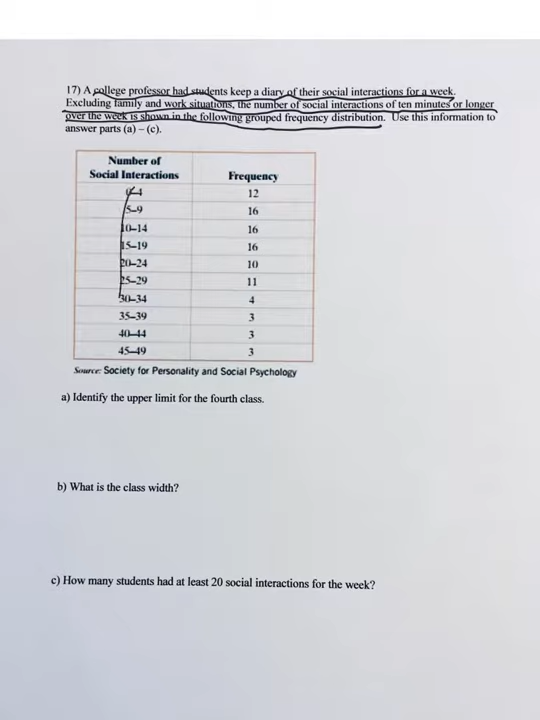 17) A college professor had students keep a diary of their social interactions for a week.
Excluding family and work situations, the number of social interactions of ten minutes or longer
over the week is shown in the following grouped frequency distribution. Use this information to
answer parts (a) – (c).
Number of
Social Interactions Frequency
0–4 12
5–9 16
10–14 16
15–19 16
20–24 10
25–29 11
30–34 4
35–39 3
40–44 3
45–49 3
Source: Society for Personality and Social Psychology
a) Identify the upper limit for the fourth class.
b) What is the class width?
c) How many students had at least 20 social interactions for the week?